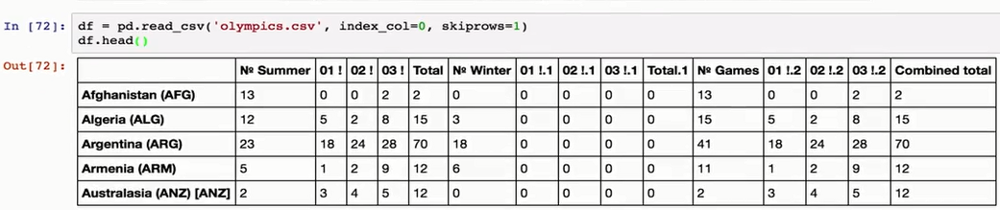 In [72]: df = pd.read_csv('olympics.csv', index_col=0, skiprows=1)
df.head()
Out[72]:
№ Summer 01 ! 02 ! 03 ! Total № Winter 01 !.1 02 !.1 03 !.1 Total.1 № Games 01 !.2 02 !.2 03 !.2 Combined total
Afghanistan (AFG) 13 0 0 2 2 0 0 0 0 0 13 0 0 2 2
Algeria (ALG) 12 5 2 8 15 3 0 0 0 0 15 5 2 8 15
Argentina (ARG) 23 18 24 28 70 18 0 0 0 0 41 18 24 28 70
Armenia (ARM) 5 1 2 9 12 6 0 0 0 0 11 1 2 9 12
Australasia (ANZ) [ANZ] 2 3 4 5 12 0 0 0 0 0 2 3 4 5 12